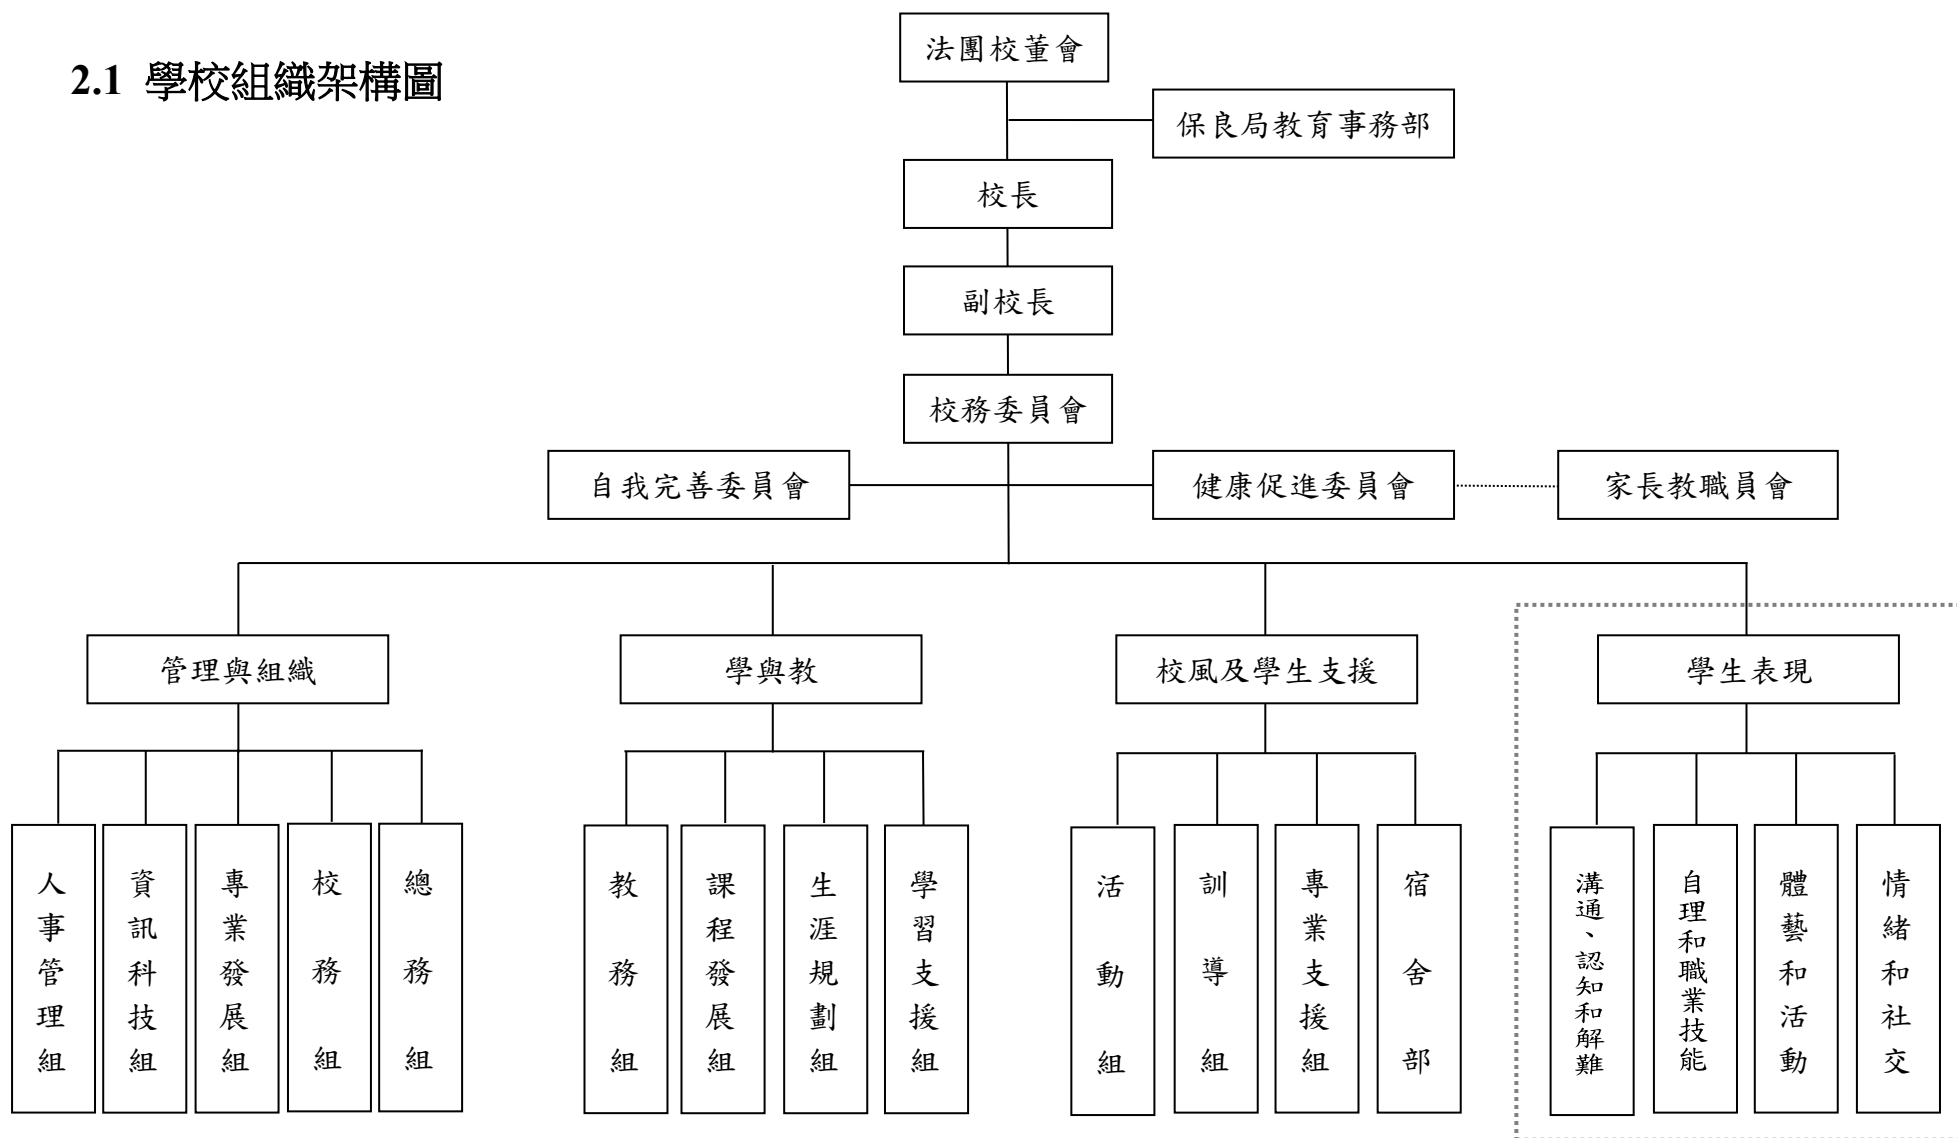 法團校董會
2.1 學校組織架構圖
保良局教育事務部
校長
副校長
校務委員會
自我完善委員會
健康促進委員會
家長教職員會
管理與組織
學與教
校風及學生支援
學生表現
人事管理組
資訊科技組
專業發展組
校務組
總務組
教務組
課程發展組
生涯規劃組
學習支援組
活動組
訓導組
專業支援組
宿舍部
溝通、認知和解難
自理和職業技能
體藝和活動
情緒和社交